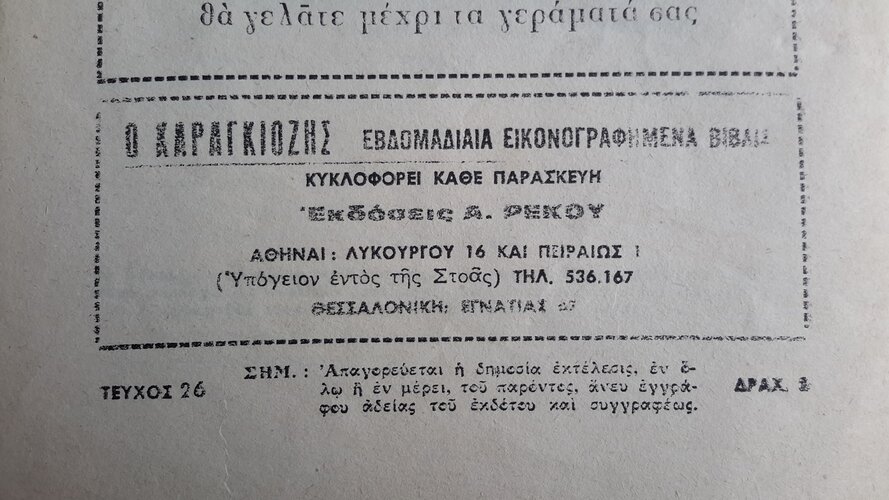 θὰ γελᾶτε μέχρι τα γεράματά σας
Ο ΚΑΡΑΓΚΙΟΖΗΣ ΕΒΔΟΜΑΔΙΑΙΑ ΕΙΚΟΝΟΓΡΑΦΗΜΕΝΑ ΒΙΒΛΙΑ
ΚΥΚΛΟΦΟΡΕΙ ΚΑΘΕ ΠΑΡΑΣΚΕΥΗ
Ἐκδόσεις Α. ΡΕΚΟΥ
ΑΘΗΝΑΙ: ΛΥΚΟΥΡΓΟΥ 16 ΚΑΙ ΠΕΙΡΑΙΩΣ 1
(Ὑπόγειον ἐντὸς τῆς Στοᾶς) ΤΗΛ. 536.167
ΘΕΣΣΑΛΟΝΙΚΗ: ΕΓΝΑΤΙΑΣ
ΤΕΥΧΟΣ 26
ΣΗΜ.: Ἀπαγορεύεται ἡ δημοσία ἐκτέλεσις, ἐν ὅ-
λῳ ἢ ἐν μέρει, τοῦ παρέντος, ἄνευ ἐγγρά-
φου ἀδείας τοῦ ἐκδότου καὶ συγγραφέως.
ΔΡΑΧ.